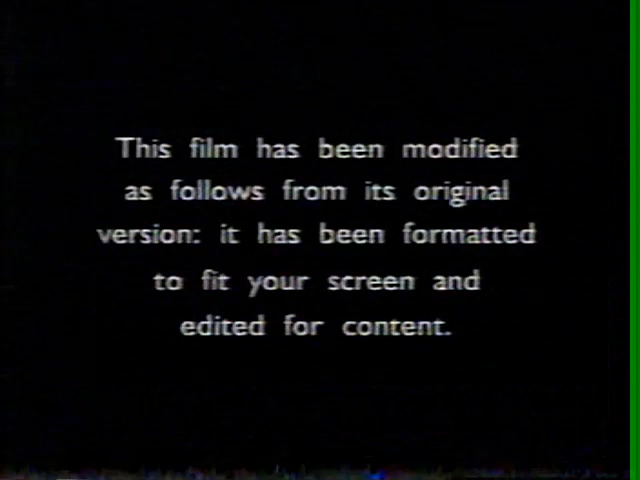 This film has been modified
as follows from its original
version: it has been formatted
to fit your screen and
edited for content.